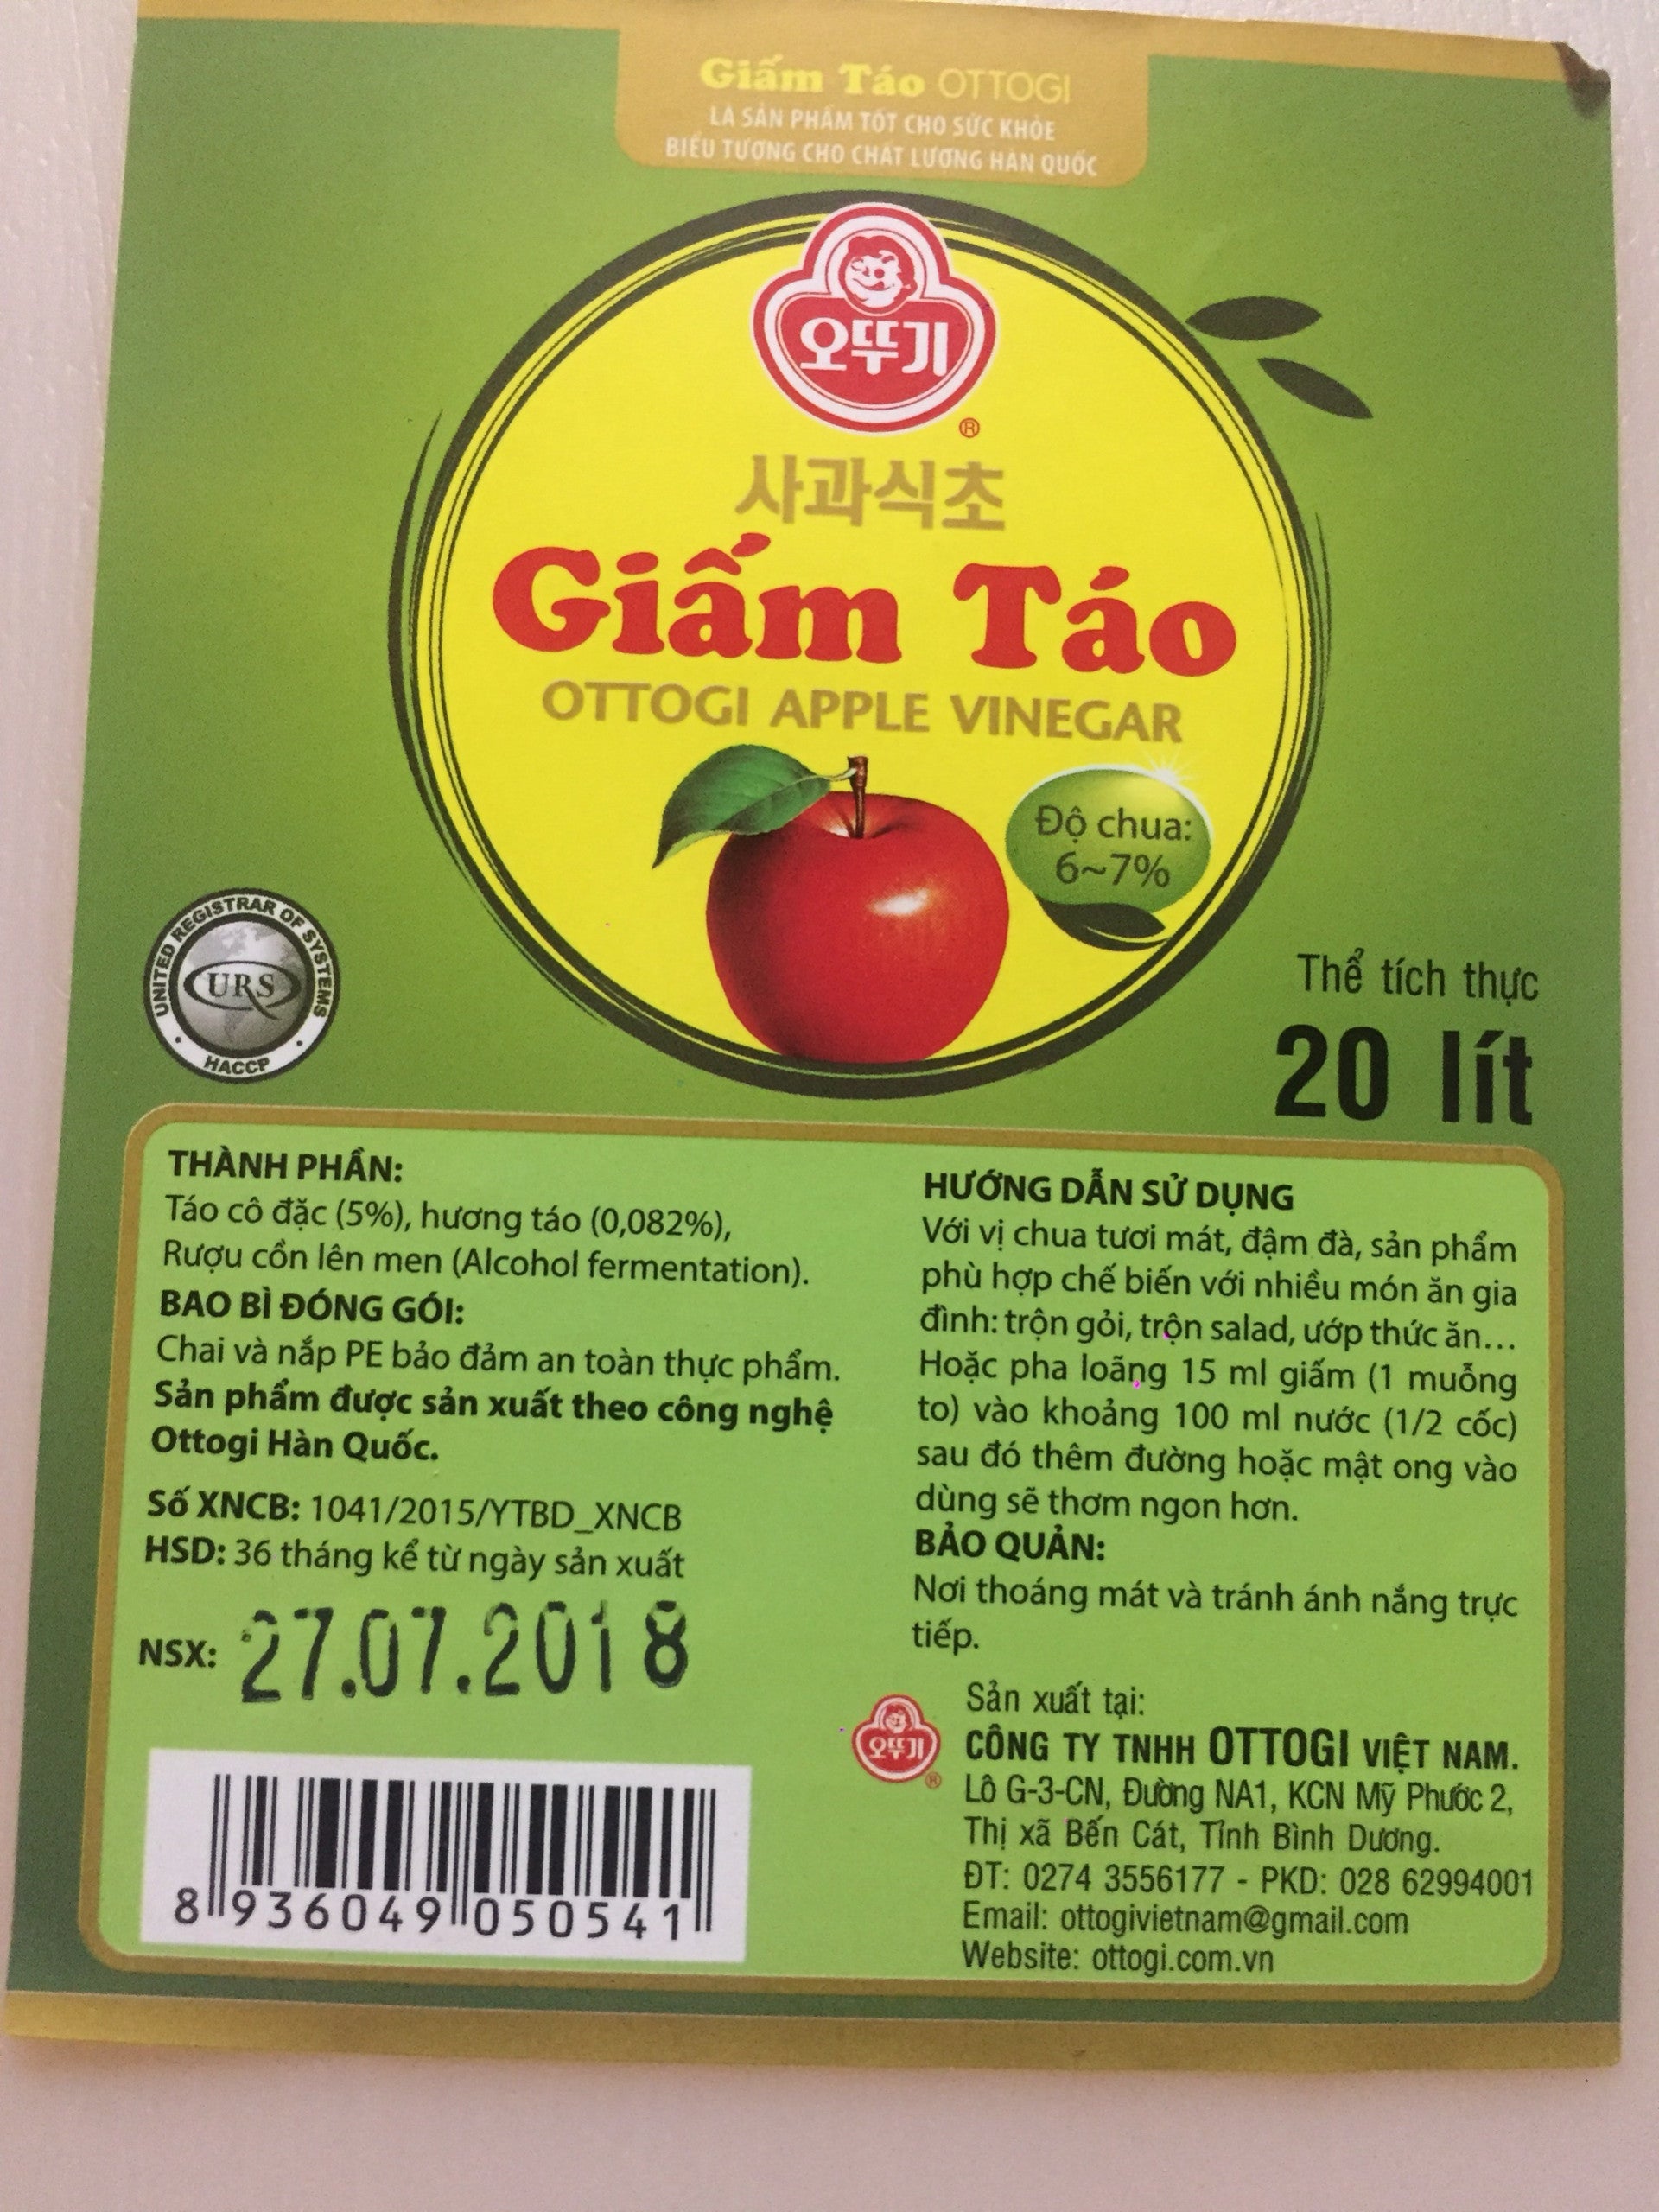 Giấm Táo OTTOGI
LÀ SẢN PHẨM TỐT CHO SỨC KHỎE
BIỂU TƯỢNG CHO CHẤT LƯỢNG HÀN QUỐC
오뚜기
®
사과식초
Giấm Táo
OTTOGI APPLE VINEGAR
Độ chua:
6~7%
UNITED REGISTRAR OF SYSTEMS
URS
HACCP
Thể tích thực
20 lít
THÀNH PHẦN:
Táo cô đặc (5%), hương táo (0,082%),
Rượu cồn lên men (Alcohol fermentation).
BAO BÌ ĐÓNG GÓI:
Chai và nắp PE bảo đảm an toàn thực phẩm.
Sản phẩm được sản xuất theo công nghệ
Ottogi Hàn Quốc.
Số XNCB: 1041/2015/YTBD_XNCB
HSD: 36 tháng kể từ ngày sản xuất
NSX: 27.07.2018
8 936049 050541
HƯỚNG DẪN SỬ DỤNG
Với vị chua tươi mát, đậm đà, sản phẩm
phù hợp chế biến với nhiều món ăn gia
đình: trộn gỏi, trộn salad, ướp thức ăn...
Hoặc pha loãng 15 ml giấm (1 muỗng
to) vào khoảng 100 ml nước (1/2 cốc)
sau đó thêm đường hoặc mật ong vào
dùng sẽ thơm ngon hơn.
BẢO QUẢN:
Nơi thoáng mát và tránh ánh nắng trực
tiếp.
오뚜기
®
Sản xuất tại:
CÔNG TY TNHH OTTOGI VIỆT NAM.
Lô G-3-CN, Đường NA1, KCN Mỹ Phước 2,
Thị xã Bến Cát, Tỉnh Bình Dương.
ĐT: 0274 3556177 - PKD: 028 62994001
Email: ottogivietnam@gmail.com
Website: ottogi.com.vn